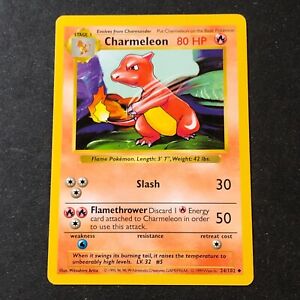 STAGE 1
Evolves from Charmander
Put Charmeleon on the Basic Pokémon
Charmeleon 80 HP
Flame Pokémon. Length: 3' 7", Weight: 42 lbs.
Slash 30
Flamethrower Discard 1 Energy
card attached to Charmeleon in order
to use this attack.
50
weakness resistance retreat cost
When it swings its burning tail, it raises the temperature to
unbearably high levels. LV. 32 #5
Illus. Mitsuhiro Arita
24/102